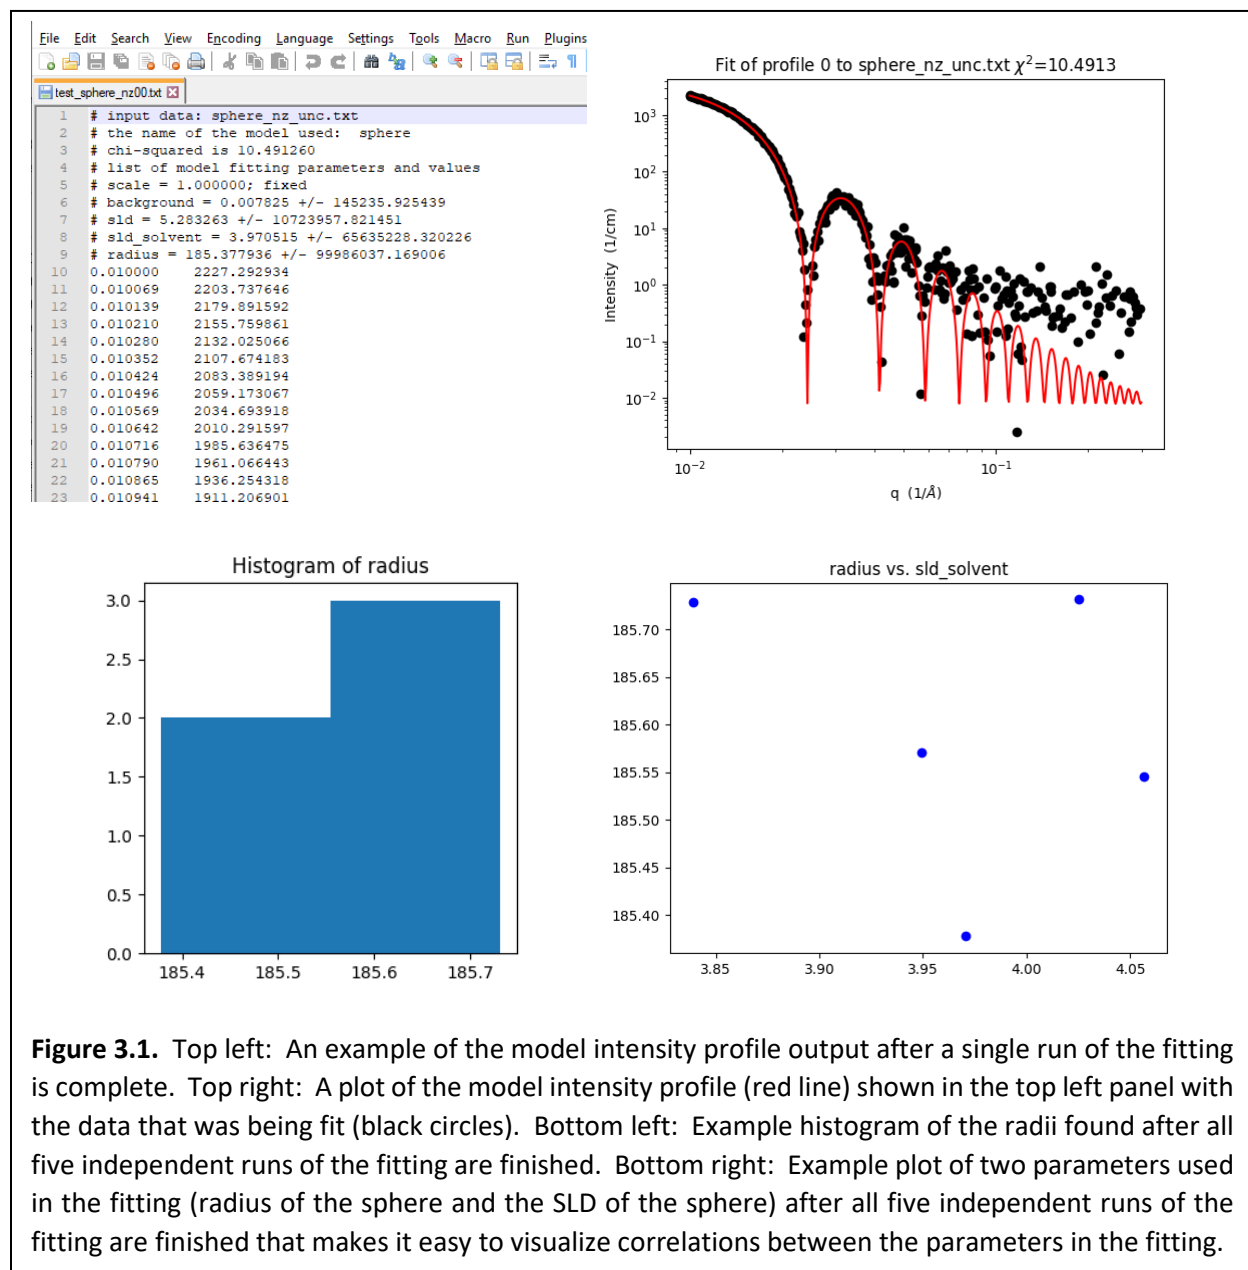 File Edit Search View Encoding Language Settings Tools Macro Run Plugins
test_sphere_nz00.txt
1 # input data: sphere_nz_unc.txt
2 # the name of the model used:  sphere
3 # chi-squared is 10.491260
4 # list of model fitting parameters and values
5 # scale = 1.000000; fixed
6 # background = 0.007825 +/- 145235.925439
7 # sld = 5.283263 +/- 10723957.821451
8 # sld_solvent = 3.970515 +/- 65635228.320226
9 # radius = 185.377936 +/- 99986037.169006
10 0.010000 2227.292934
11 0.010069 2203.737646
12 0.010139 2179.891592
13 0.010210 2155.759861
14 0.010280 2132.025066
15 0.010352 2107.674183
16 0.010424 2083.389194
17 0.010496 2059.173067
18 0.010569 2034.693918
19 0.010642 2010.291597
20 0.010716 1985.636475
21 0.010790 1961.066443
22 0.010865 1936.254318
23 0.010941 1911.206901
Fit of profile 0 to sphere_nz_unc.txt χ²=10.4913
Intensity (1/cm)
10³
10²
10¹
10⁰
10⁻¹
10⁻²
10⁻² 10⁻¹
q (1/Å)
Histogram of radius
3.0
2.5
2.0
1.5
1.0
0.5
0.0
185.4 185.5 185.6 185.7
radius vs. sld_solvent
185.70
185.65
185.60
185.55
185.50
185.45
185.40
3.85 3.90 3.95 4.00 4.05
Figure 3.1. Top left: An example of the model intensity profile output after a single run of the fitting
is complete. Top right: A plot of the model intensity profile (red line) shown in the top left panel with
the data that was being fit (black circles). Bottom left: Example histogram of the radii found after all
five independent runs of the fitting are finished. Bottom right: Example plot of two parameters used
in the fitting (radius of the sphere and the SLD of the sphere) after all five independent runs of the
fitting are finished that makes it easy to visualize correlations between the parameters in the fitting.